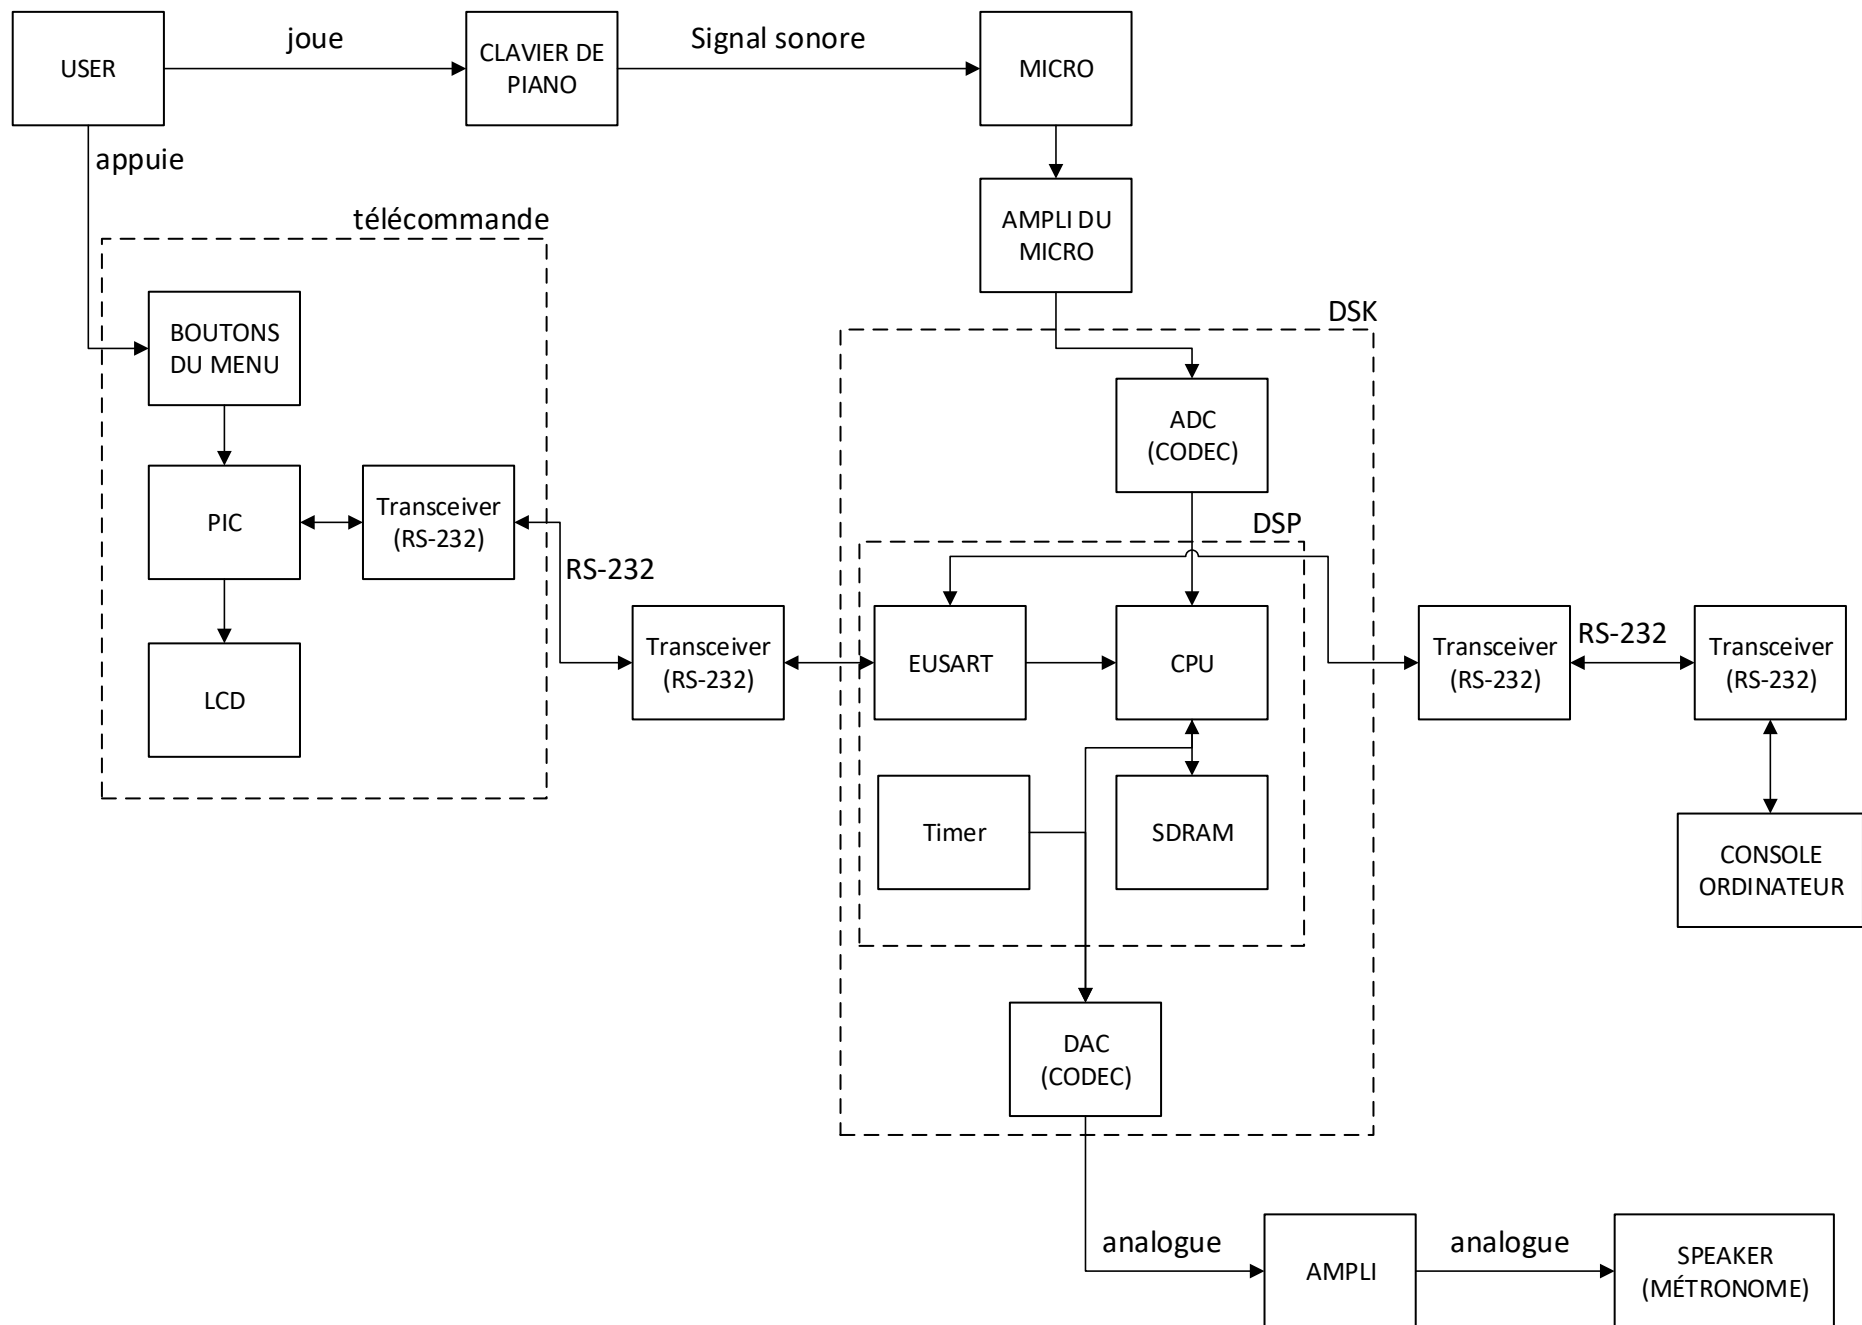 USER
joue
CLAVIER DE
PIANO
Signal sonore
MICRO
appuie
télécommande
AMPLI DU
MICRO
BOUTONS
DU MENU
DSK
ADC
(CODEC)
PIC
Transceiver
(RS-232)
DSP
RS-232
Transceiver
(RS-232)
EUSART
CPU
Transceiver
(RS-232)
RS-232
Transceiver
(RS-232)
LCD
Timer
SDRAM
CONSOLE
ORDINATEUR
DAC
(CODEC)
analogue
AMPLI
analogue
SPEAKER
(MÉTRONOME)